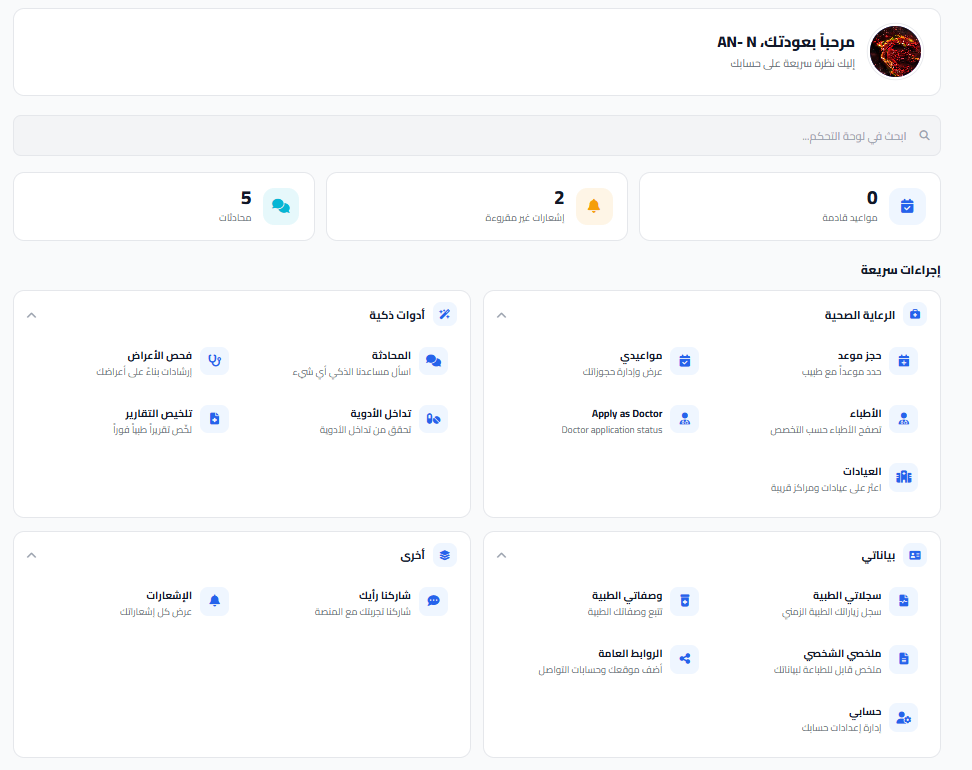 مرحباً بعودتك، AN- N
إليك نظرة سريعة على حسابك
ابحث في لوحة التحكم...
0
مواعيد قادمة
2
إشعارات غير مقروءة
5
محادثات
إجراءات سريعة
الرعاية الصحية
حجز موعد
حدد موعداً مع طبيب
مواعيدي
عرض وإدارة حجوزاتك
الأطباء
تصفح الأطباء حسب التخصص
Apply as Doctor
Doctor application status
العيادات
اعثر على عيادات ومراكز قريبة
أدوات ذكية
المحادثة
اسأل مساعدنا الذكي أي شيء
فحص الأعراض
إرشادات بناءً على أعراضك
تداخل الأدوية
تحقق من تداخل الأدوية
تلخيص التقارير
لخّص تقريراً طبياً فوراً
بياناتي
سجلاتي الطبية
سجل زياراتك الطبية الزمني
وصفاتي الطبية
تتبع وصفاتك الطبية
ملخصي الشخصي
ملخص قابل للطباعة لبياناتك
الروابط العامة
أضف موقعك وحسابات التواصل
حسابي
إدارة إعدادات حسابك
أخرى
شاركنا رأيك
شاركنا تجربتك مع المنصة
الإشعارات
عرض كل إشعاراتك